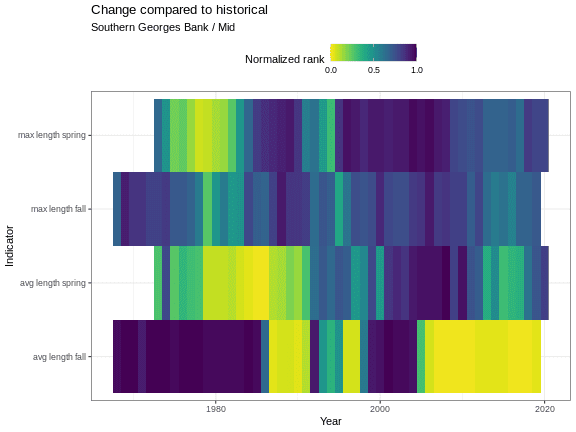 Change compared to historical
Southern Georges Bank / Mid
Normalized rank
0.0 0.5 1.0
Indicator
max length spring
max length fall
avg length spring
avg length fall
1980 2000 2020
Year